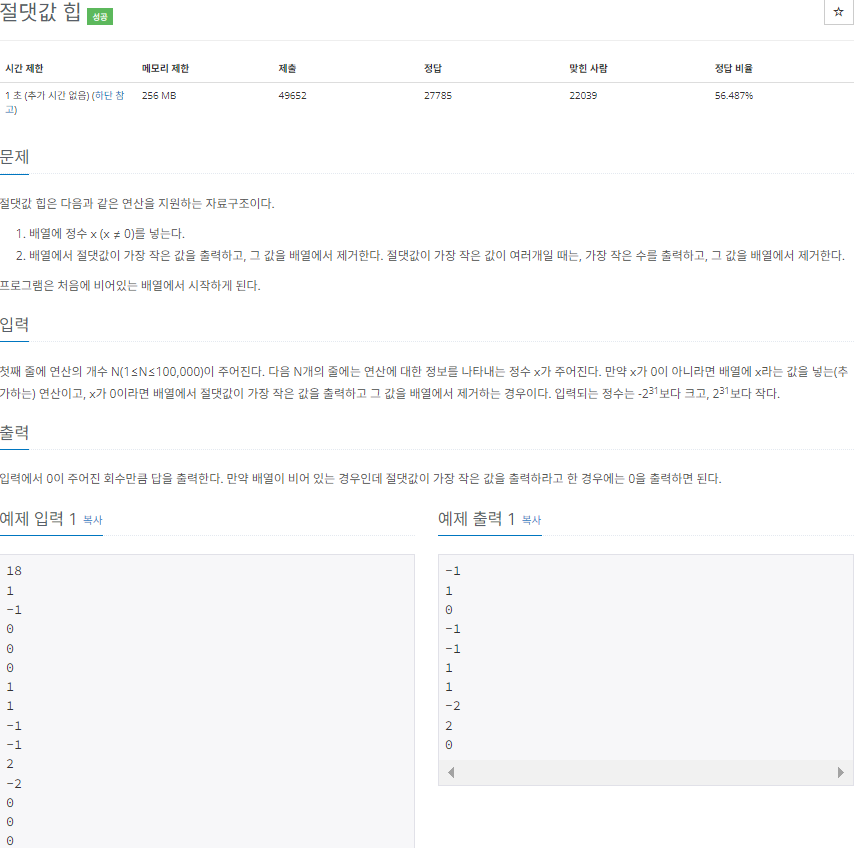 절댓값 힙 성공
☆
시간 제한 메모리 제한 제출 정답 맞힌 사람 정답 비율
1 초 (추가 시간 없음) (하단 참 256 MB 49652 27785 22039 56.487%
고)
문제
절댓값 힙은 다음과 같은 연산을 지원하는 자료구조이다.
1. 배열에 정수 x (x ≠ 0)를 넣는다.
2. 배열에서 절댓값이 가장 작은 값을 출력하고, 그 값을 배열에서 제거한다. 절댓값이 가장 작은 값이 여러개일 때는, 가장 작은 수를 출력하고, 그 값을 배열에서 제거한다.
프로그램은 처음에 비어있는 배열에서 시작하게 된다.
입력
첫째 줄에 연산의 개수 N(1≤N≤100,000)이 주어진다. 다음 N개의 줄에는 연산에 대한 정보를 나타내는 정수 x가 주어진다. 만약 x가 0이 아니라면 배열에 x라는 값을 넣는(추
가하는) 연산이고, x가 0이라면 배열에서 절댓값이 가장 작은 값을 출력하고 그 값을 배열에서 제거하는 경우이다. 입력되는 정수는 -2³¹보다 크고, 2³¹보다 작다.
출력
입력에서 0이 주어진 회수만큼 답을 출력한다. 만약 배열이 비어 있는 경우인데 절댓값이 가장 작은 값을 출력하라고 한 경우에는 0을 출력하면 된다.
예제 입력 1 복사
18
1
-1
0
0
0
1
1
-1
-1
2
-2
0
0
0
예제 출력 1 복사
-1
1
0
-1
-1
1
1
-2
2
0